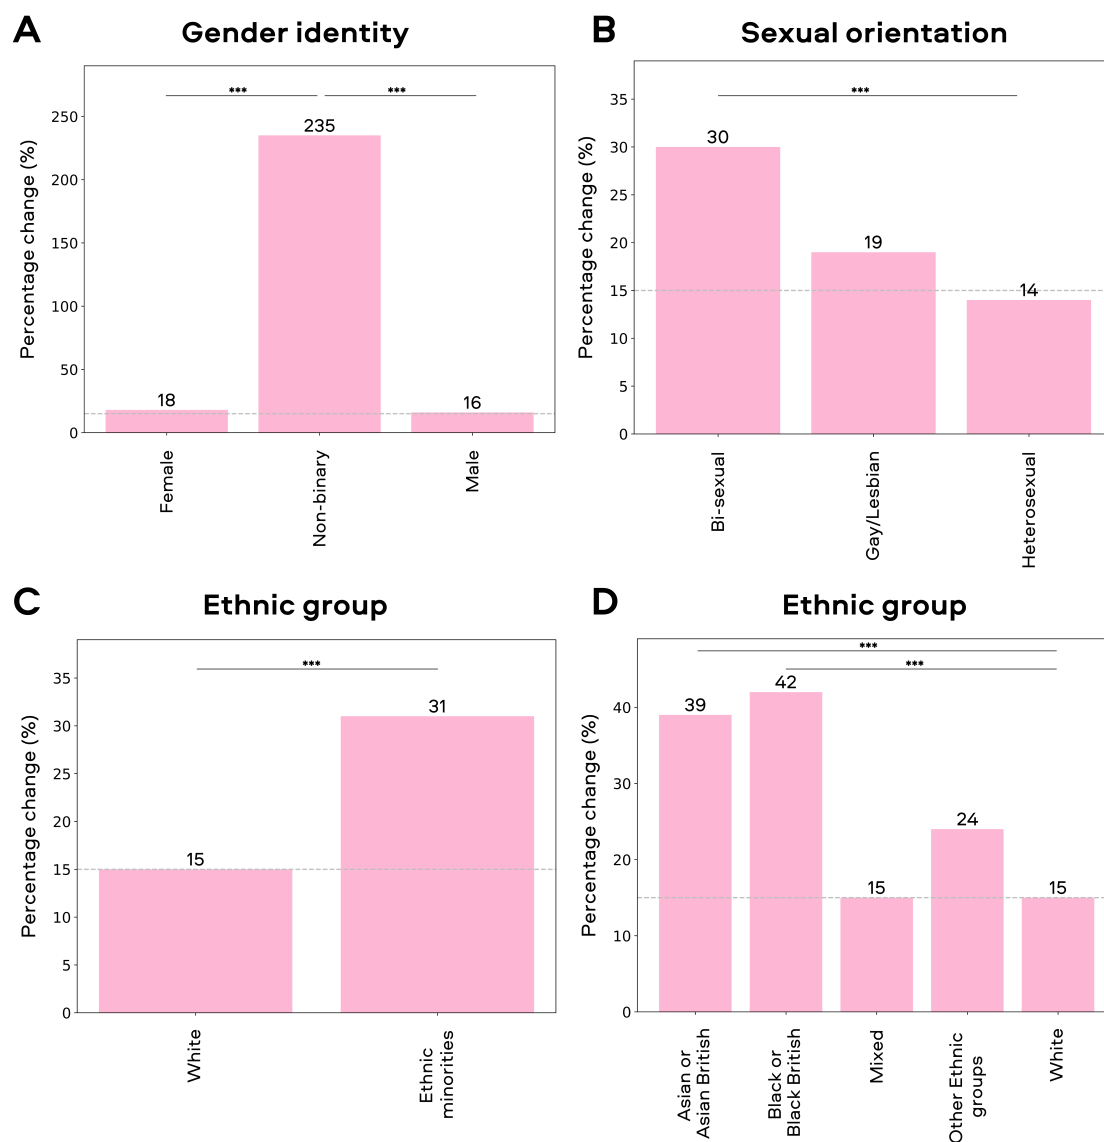 A
Gender identity
Percentage change (%)
250
200
150
100
50
0
***
***
18
235
16
Female
Non-binary
Male
B
Sexual orientation
Percentage change (%)
35
30
25
20
15
10
5
0
***
30
19
14
Bi-sexual
Gay/Lesbian
Heterosexual
C
Ethnic group
Percentage change (%)
35
30
25
20
15
10
5
0
***
15
31
White
Ethnic
minorities
D
Ethnic group
Percentage change (%)
40
30
20
10
0
***
***
39
42
15
24
15
Asian or
Asian British
Black or
Black British
Mixed
Other Ethnic
groups
White